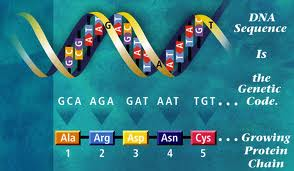 DNA
Sequence
Is
the
Genetic
Code.
GCA AGA GAT AAT TGT...
Ala Arg Asp Asn Cys ...
1 2 3 4 5
Growing
Protein
Chain